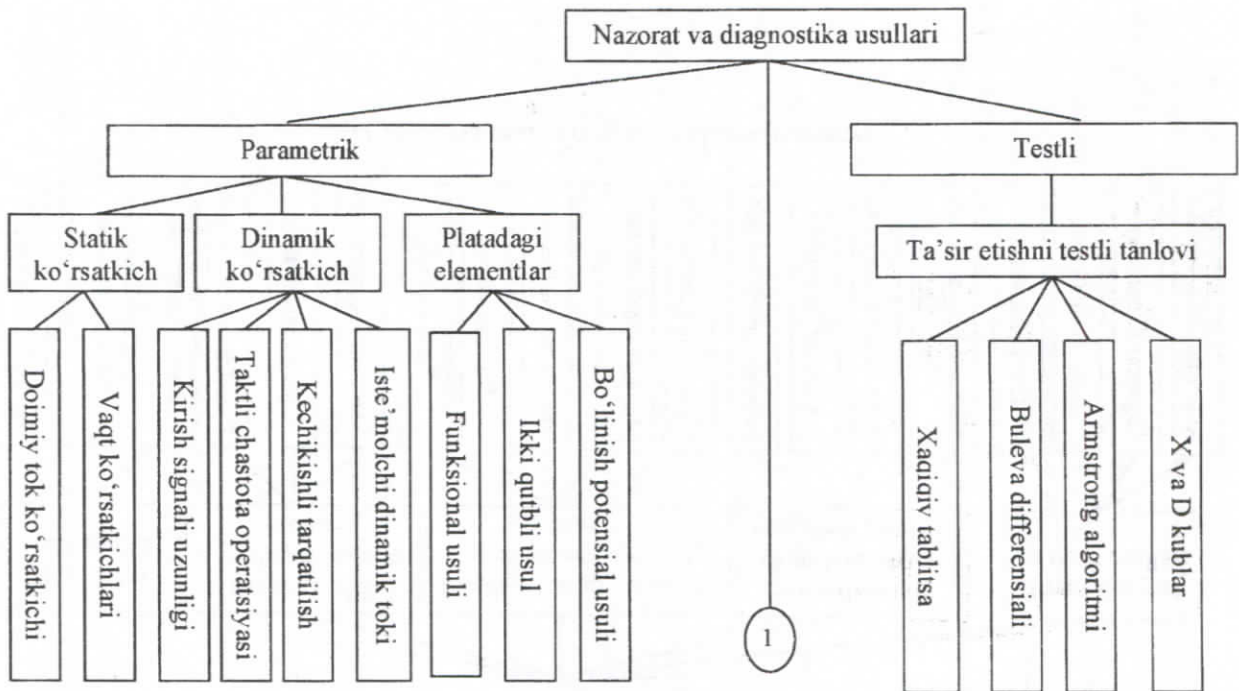 Nazorat va diagnostika usullari
Parametrik
Testli
Statik
ko‘rsatkich
Dinamik
ko‘rsatkich
Platadagi
elementlar
Ta’sir etishni testli tanlovi
Doimiy tok ko‘rsatkichi
Vaqt ko‘rsatkichlari
Kirish signali uzunligi
Taktli chastota operatsiyasi
Kechikishli tarqatilish
Iste’molchi dinamik toki
Funksional usuli
Ikki qutbli usul
Bo‘linish potensial usuli
Xaqiqiy tablitsa
Buleva differensiali
Armstrong algoritmi
X va D kublar
1